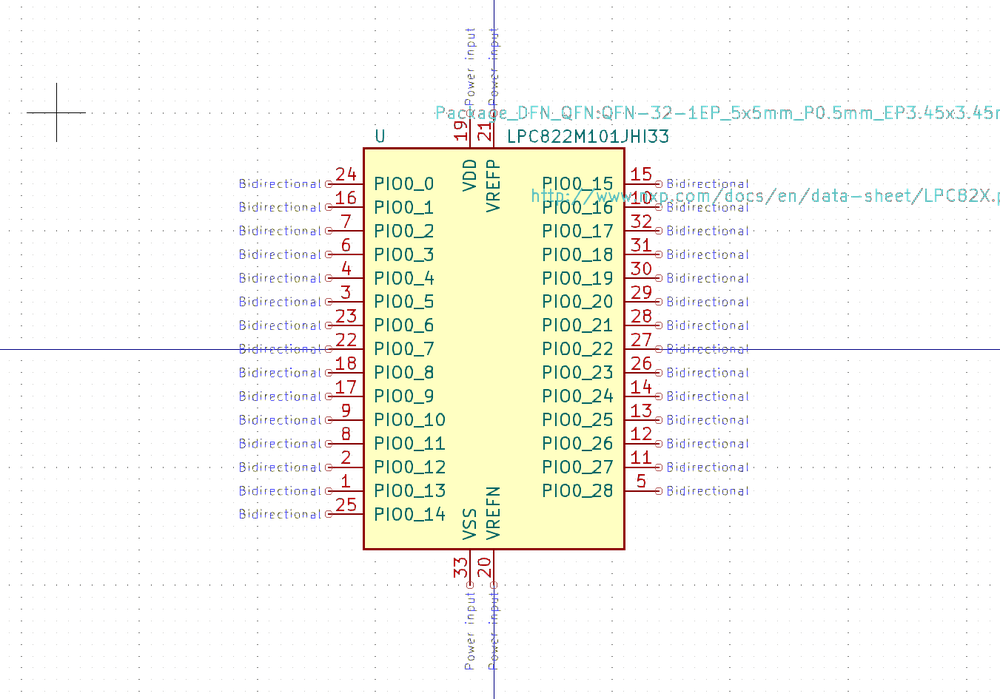 Power input Power input
Package_DFN_QFN:QFN-32-1EP_5x5mm_P0.5mm_EP3.45x3.45m
19 21
U LPC822M101JHI33
VDD VREFP
Bidirectional 24 PIO0_0 PIO0_15 15 Bidirectional
http://www.nxp.com/docs/en/data-sheet/LPC82X.p
Bidirectional 16 PIO0_1 PIO0_16 10 Bidirectional
Bidirectional 7 PIO0_2 PIO0_17 32 Bidirectional
Bidirectional 6 PIO0_3 PIO0_18 31 Bidirectional
Bidirectional 4 PIO0_4 PIO0_19 30 Bidirectional
Bidirectional 3 PIO0_5 PIO0_20 29 Bidirectional
Bidirectional 23 PIO0_6 PIO0_21 28 Bidirectional
Bidirectional 22 PIO0_7 PIO0_22 27 Bidirectional
Bidirectional 18 PIO0_8 PIO0_23 26 Bidirectional
Bidirectional 17 PIO0_9 PIO0_24 14 Bidirectional
Bidirectional 9 PIO0_10 PIO0_25 13 Bidirectional
Bidirectional 8 PIO0_11 PIO0_26 12 Bidirectional
Bidirectional 2 PIO0_12 PIO0_27 11 Bidirectional
Bidirectional 1 PIO0_13 PIO0_28 5 Bidirectional
Bidirectional 25 PIO0_14
VSS VREFN
33 20
Power input Power input